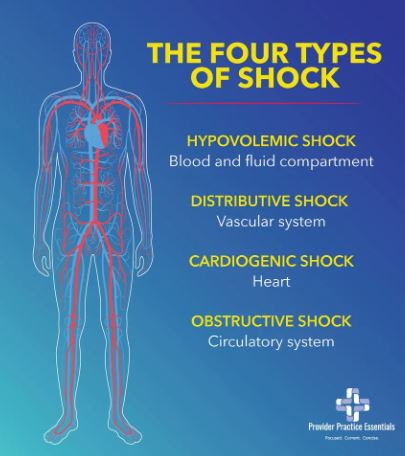 THE FOUR TYPES
OF SHOCK
HYPOVOLEMIC SHOCK
Blood and fluid compartment
DISTRIBUTIVE SHOCK
Vascular system
CARDIOGENIC SHOCK
Heart
OBSTRUCTIVE SHOCK
Circulatory system
Provider Practice Essentials
Focused. Current. Concise.